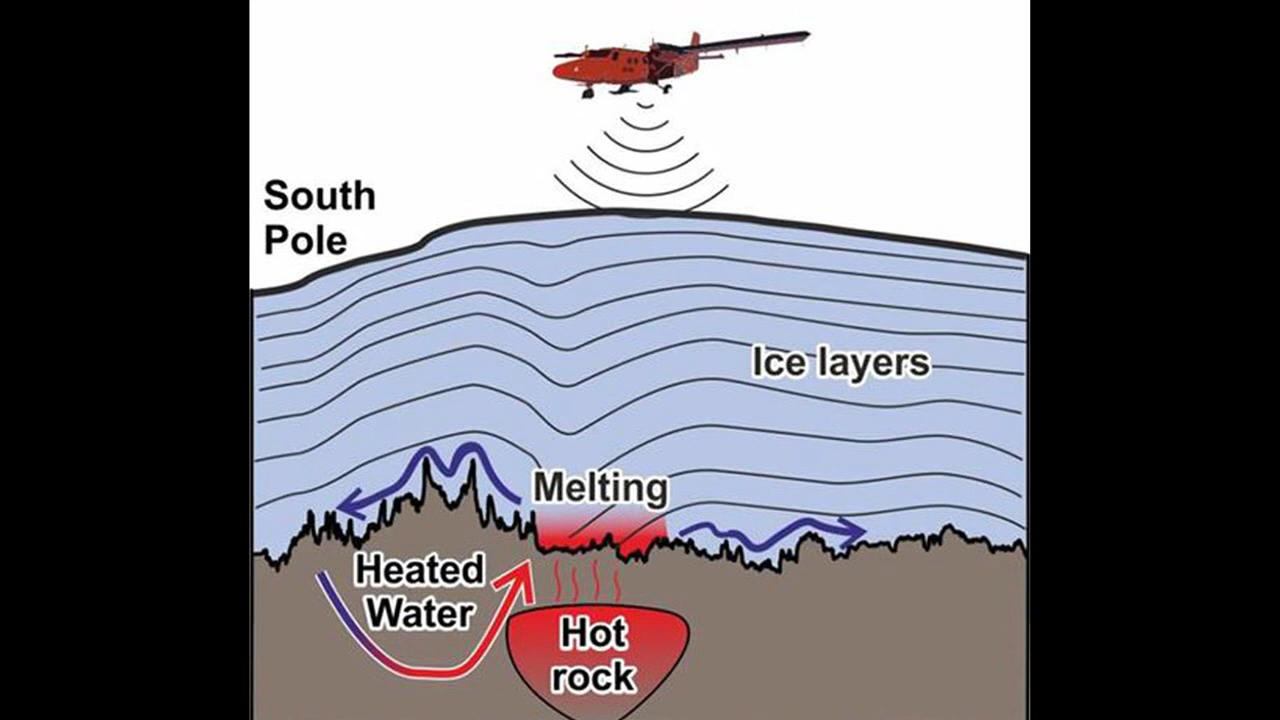 South
Pole
Ice layers
Melting
Heated
Water
Hot
rock